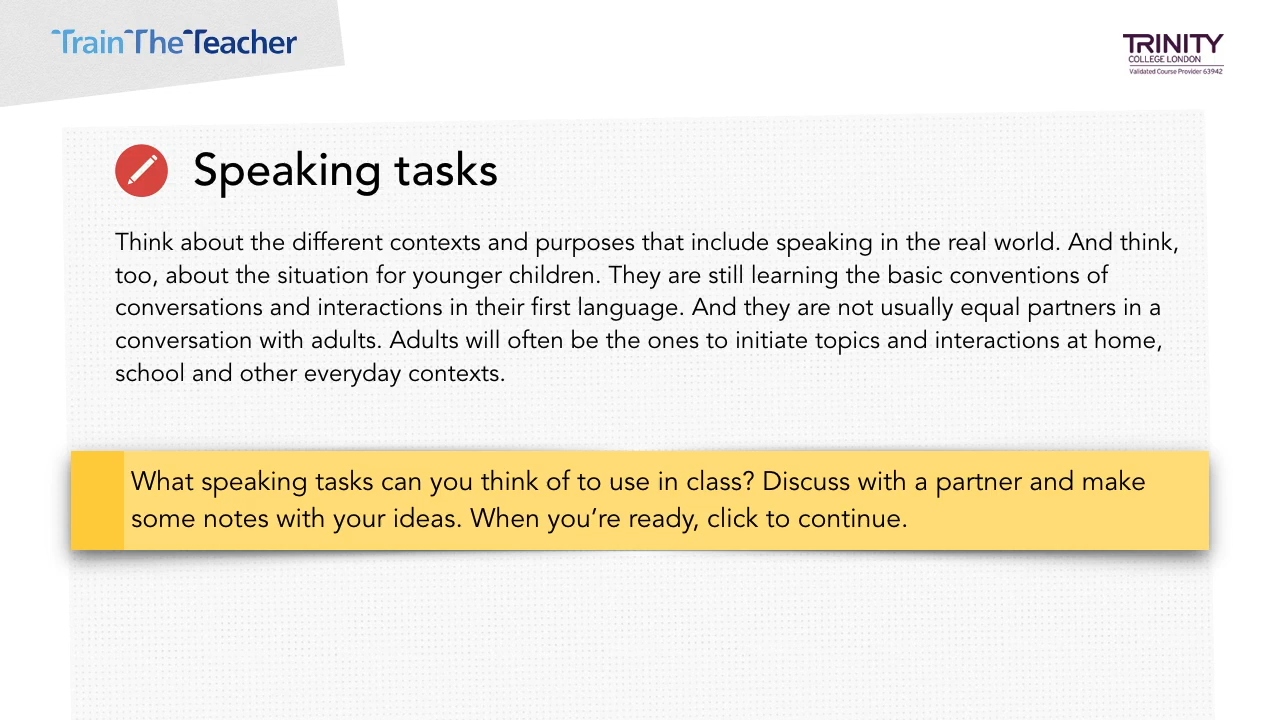 TrainTheTeacher
TRINITY
COLLEGE LONDON
Validated Course Provider 63942
Speaking tasks
Think about the different contexts and purposes that include speaking in the real world. And think,
too, about the situation for younger children. They are still learning the basic conventions of
conversations and interactions in their first language. And they are not usually equal partners in a
conversation with adults. Adults will often be the ones to initiate topics and interactions at home,
school and other everyday contexts.
What speaking tasks can you think of to use in class? Discuss with a partner and make
some notes with your ideas. When you’re ready, click to continue.